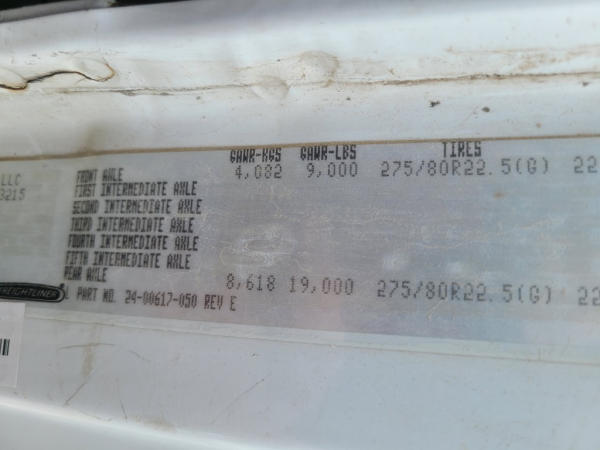 GAWR-KGS GAWR-LBS TIRES
LLC FRONT AXLE 4,082 9,000 275/80R22.5(G) 22
3215 FIRST INTERMEDIATE AXLE
SECOND INTERMEDIATE AXLE
THIRD INTERMEDIATE AXLE
FOURTH INTERMEDIATE AXLE
FIFTH INTERMEDIATE AXLE
REAR AXLE 8,618 19,000 275/80R22.5(G) 22
FREIGHTLINER PART NO. 24-00617-050 REV E